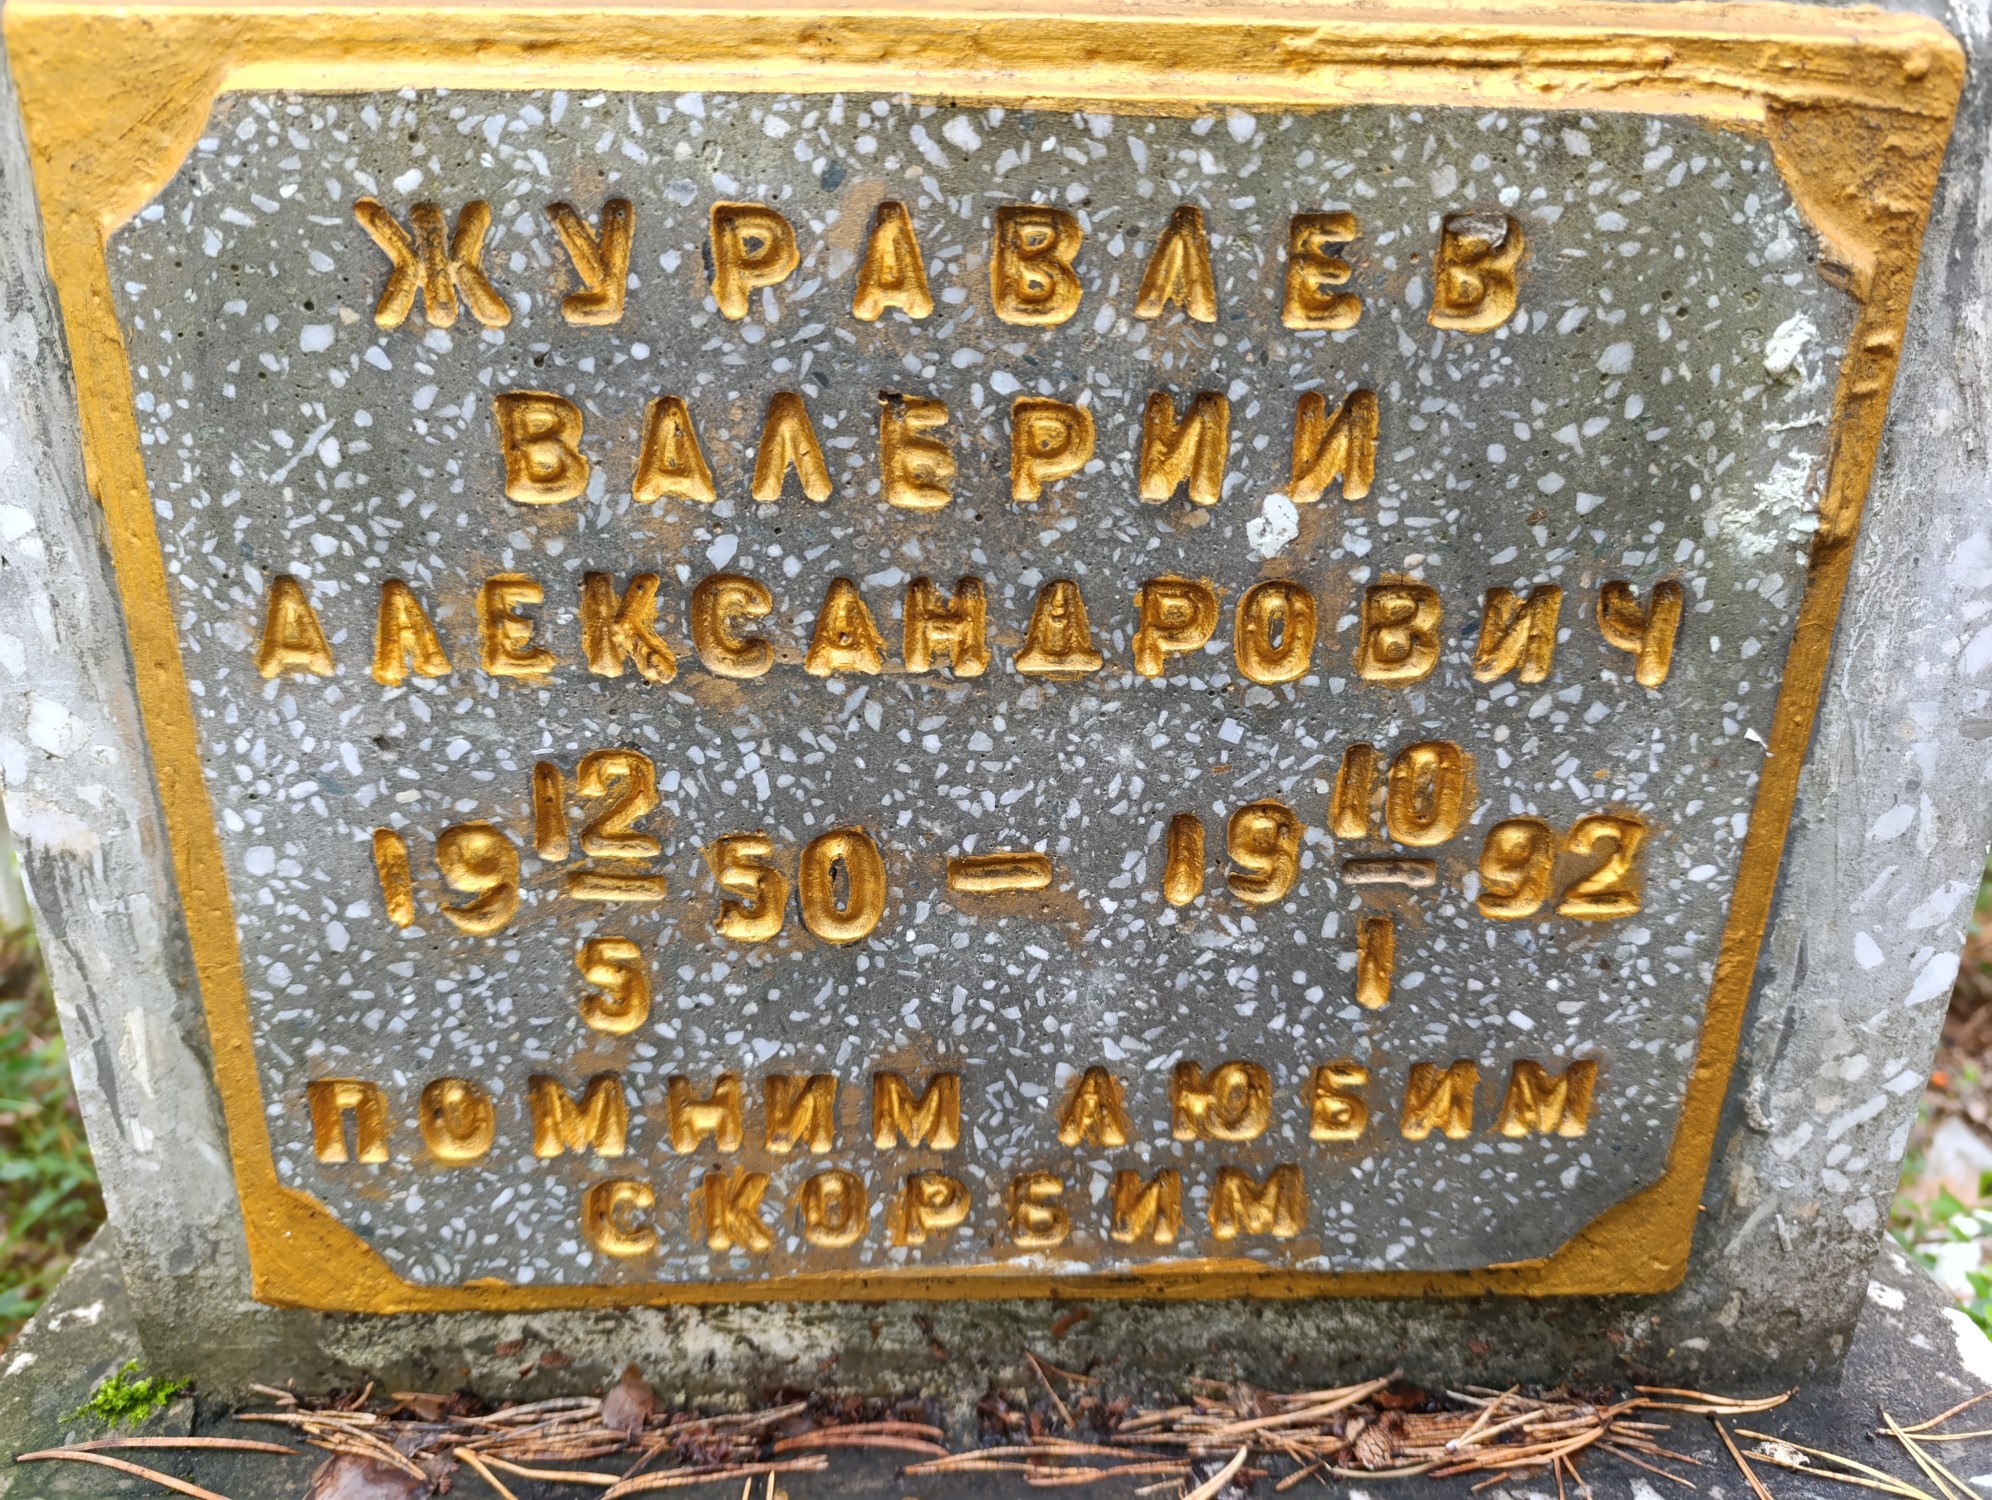 ЖУРАВЛЕВ
ВАЛЕРИИ
АЛЕКСАНДРОВИЧ
19 12/5 50 — 19 10/1 92
ПОМНИМ ЛЮБИМ
СКОРБИМ